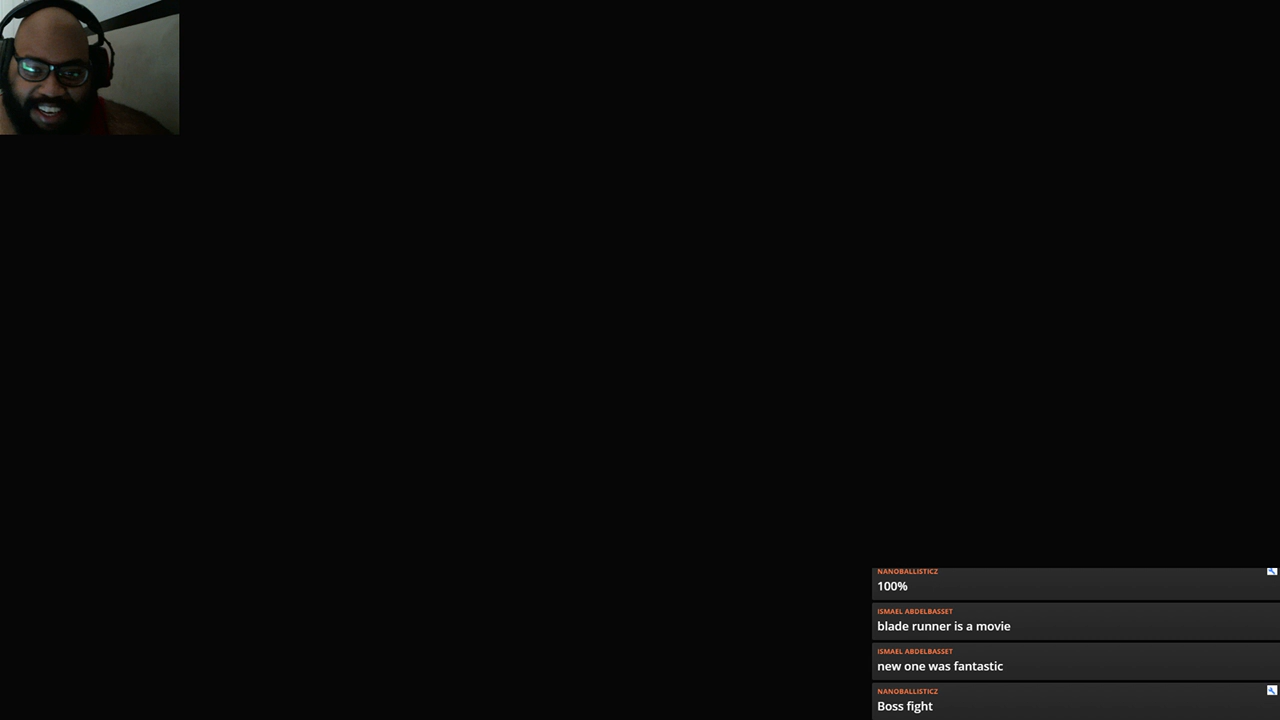 NANOBALLISTICZ
100%
ISMAEL ABDELBASSET
blade runner is a movie
ISMAEL ABDELBASSET
new one was fantastic
NANOBALLISTICZ
Boss fight